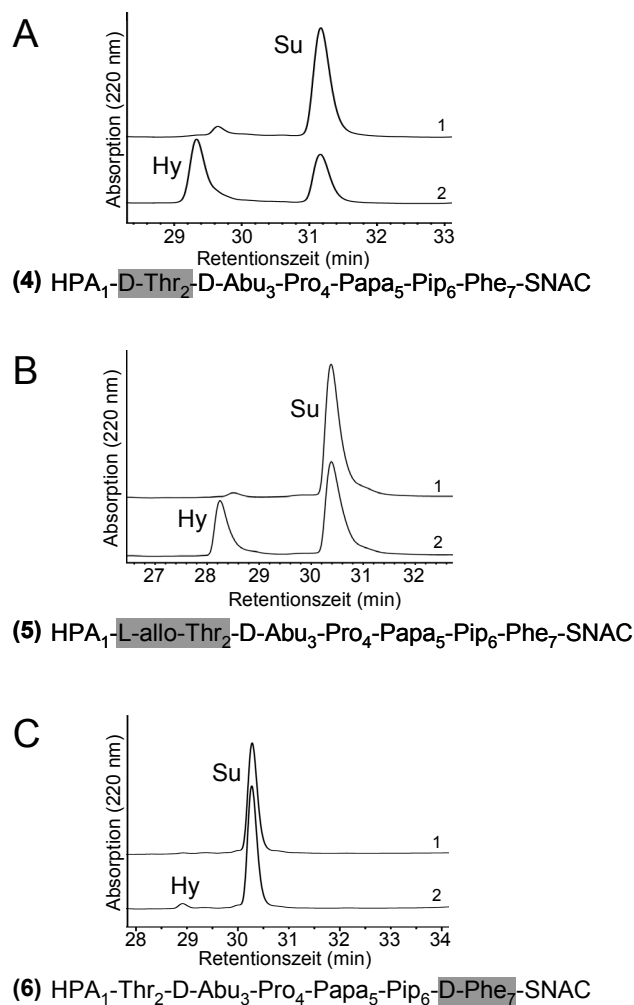 A
Absorption (220 nm)
Su
1
Hy
2
29 30 31 32 33
Retentionszeit (min)
(4) HPA₁-D-Thr₂-D-Abu₃-Pro₄-Papa₅-Pip₆-Phe₇-SNAC
B
Absorption (220 nm)
Su
1
Hy
2
27 28 29 30 31 32
Retentionszeit (min)
(5) HPA₁-L-allo-Thr₂-D-Abu₃-Pro₄-Papa₅-Pip₆-Phe₇-SNAC
C
Absorption (220 nm)
Su
1
Hy
2
28 29 30 31 32 33 34
Retentionszeit (min)
(6) HPA₁-Thr₂-D-Abu₃-Pro₄-Papa₅-Pip₆-D-Phe₇-SNAC